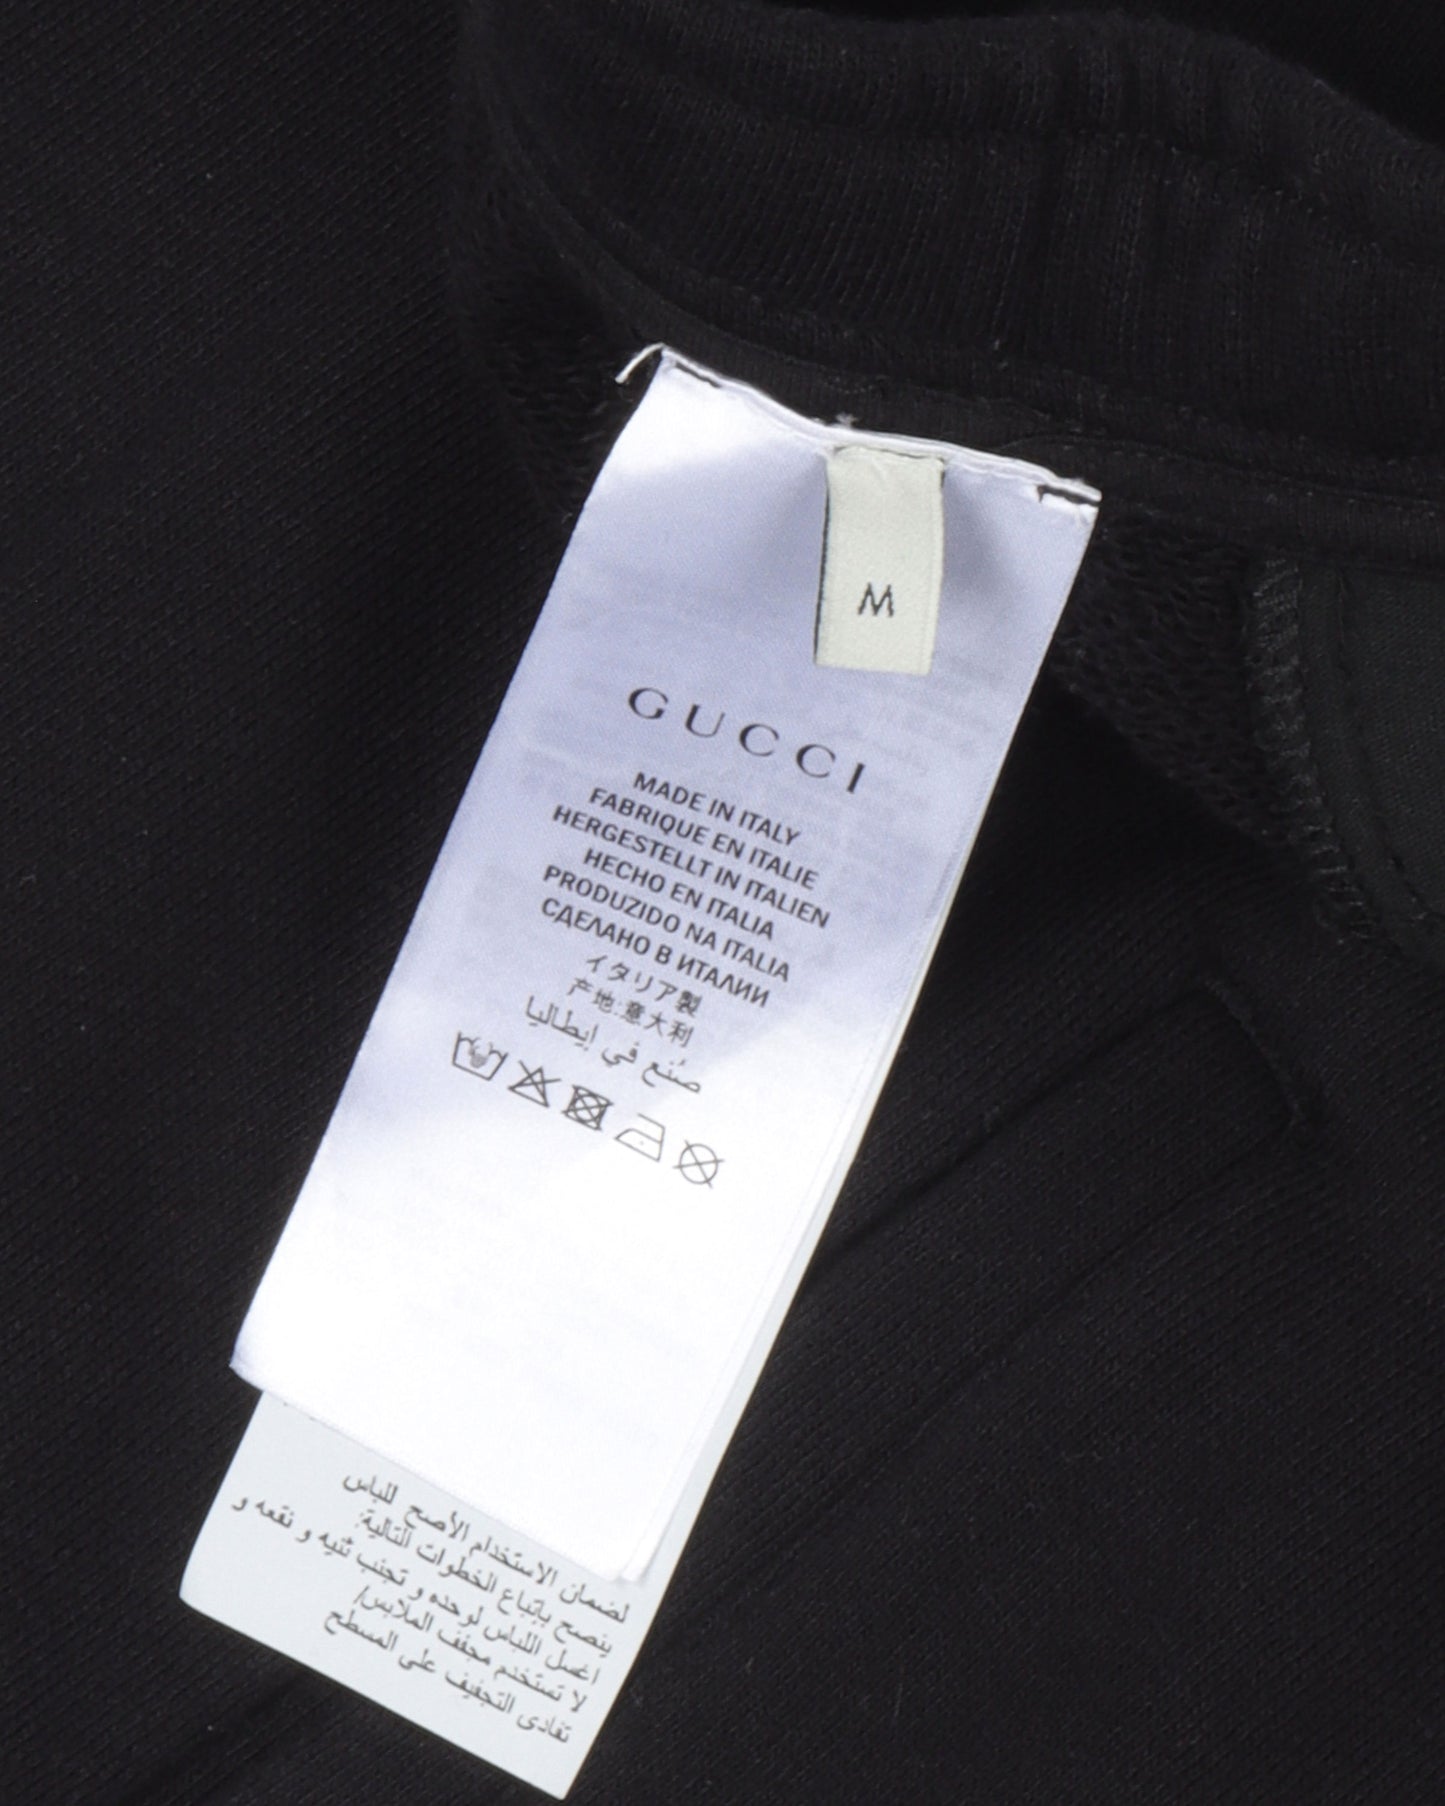 M
GUCCI
MADE IN ITALY
FABRIQUE EN ITALIE
HERGESTELLT IN ITALIEN
HECHO EN ITALIA
PRODUZIDO NA ITALIA
СДЕЛАНО В ИТАЛИИ
イタリア製
产地:意大利
صُنع في إيطاليا
لضمان الاستخدام الأصح للباس
ينصح بإتباع الخطوات التالية:
اغسل اللباس لوحده و تجنب ثنيه و نقعه و
لا تستخدم مجفف الملابس/
تفادى التجفيف على المسطح